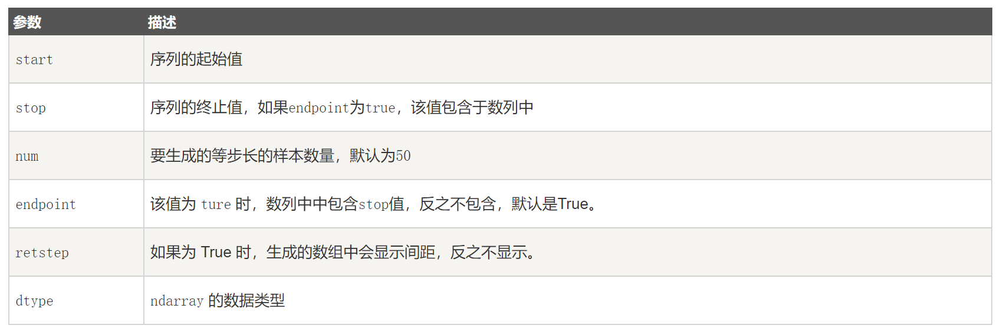 参数 描述
start 序列的起始值
stop 序列的终止值，如果endpoint为true，该值包含于数列中
num 要生成的等步长的样本数量，默认为50
endpoint 该值为 ture 时，数列中中包含stop值，反之不包含，默认是True。
retstep 如果为 True 时，生成的数组中会显示间距，反之不显示。
dtype ndarray 的数据类型